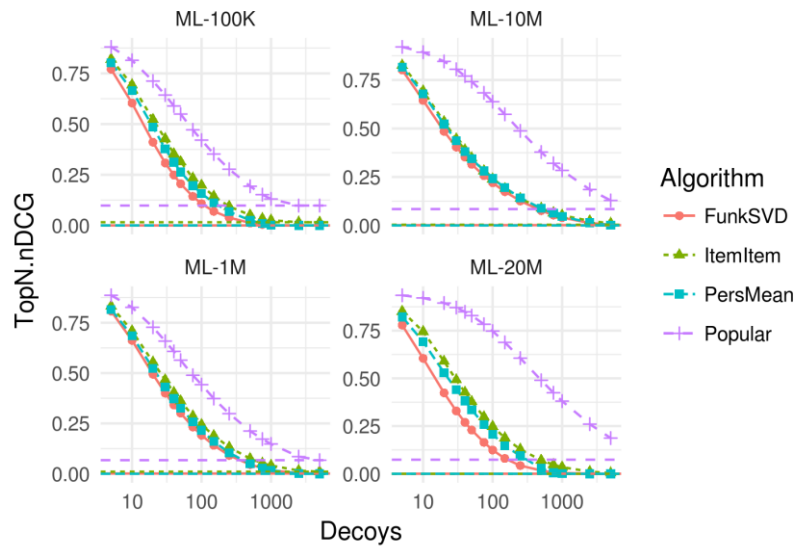 ML-100K
ML-10M
0.75
0.50
0.25
0.00
0.75
0.50
0.25
0.00
ML-1M
ML-20M
0.75
0.50
0.25
0.00
0.75
0.50
0.25
0.00
10
100
1000
10
100
1000
TopN.nDCG
Decoys
Algorithm
FunkSVD
ItemItem
PersMean
Popular